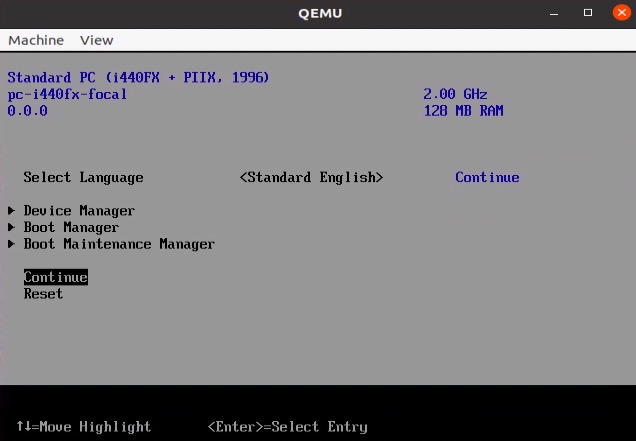 QEMU
Machine View
Standard PC (i440FX + PIIX, 1996)
pc-i440fx-focal 2.00 GHz
0.0.0 128 MB RAM
Select Language <Standard English> Continue
Device Manager
Boot Manager
Boot Maintenance Manager
Continue
Reset
↑↓=Move Highlight <Enter>=Select Entry